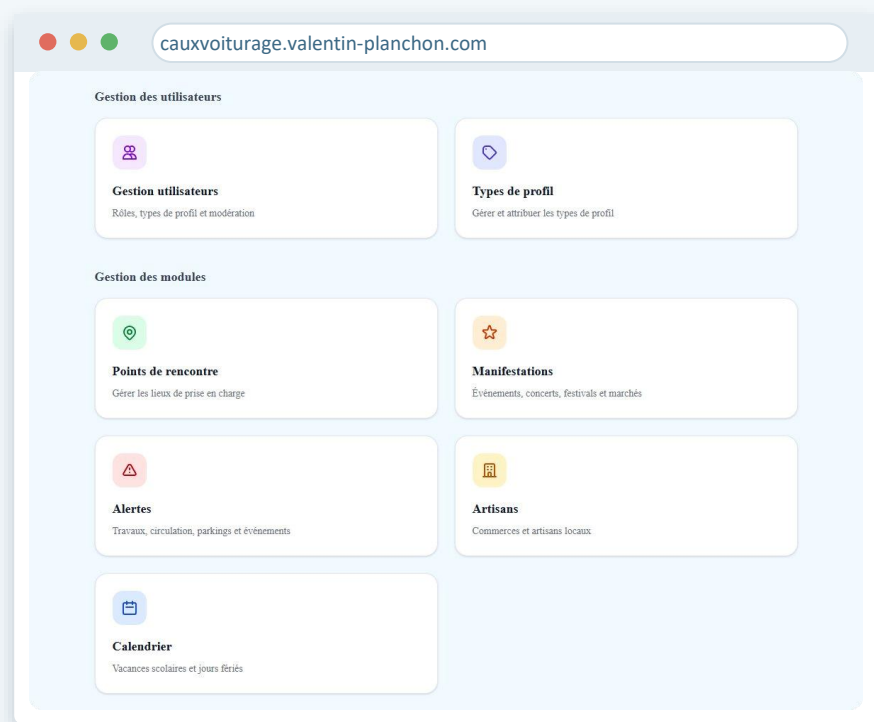 cauxvoiturage.valentin-planchon.com
Gestion des utilisateurs
Gestion utilisateurs
Rôles, types de profil et modération
Types de profil
Gérer et attribuer les types de profil
Gestion des modules
Points de rencontre
Gérer les lieux de prise en charge
Manifestations
Événements, concerts, festivals et marchés
Alertes
Travaux, circulation, parkings et événements
Artisans
Commerces et artisans locaux
Calendrier
Vacances scolaires et jours fériés